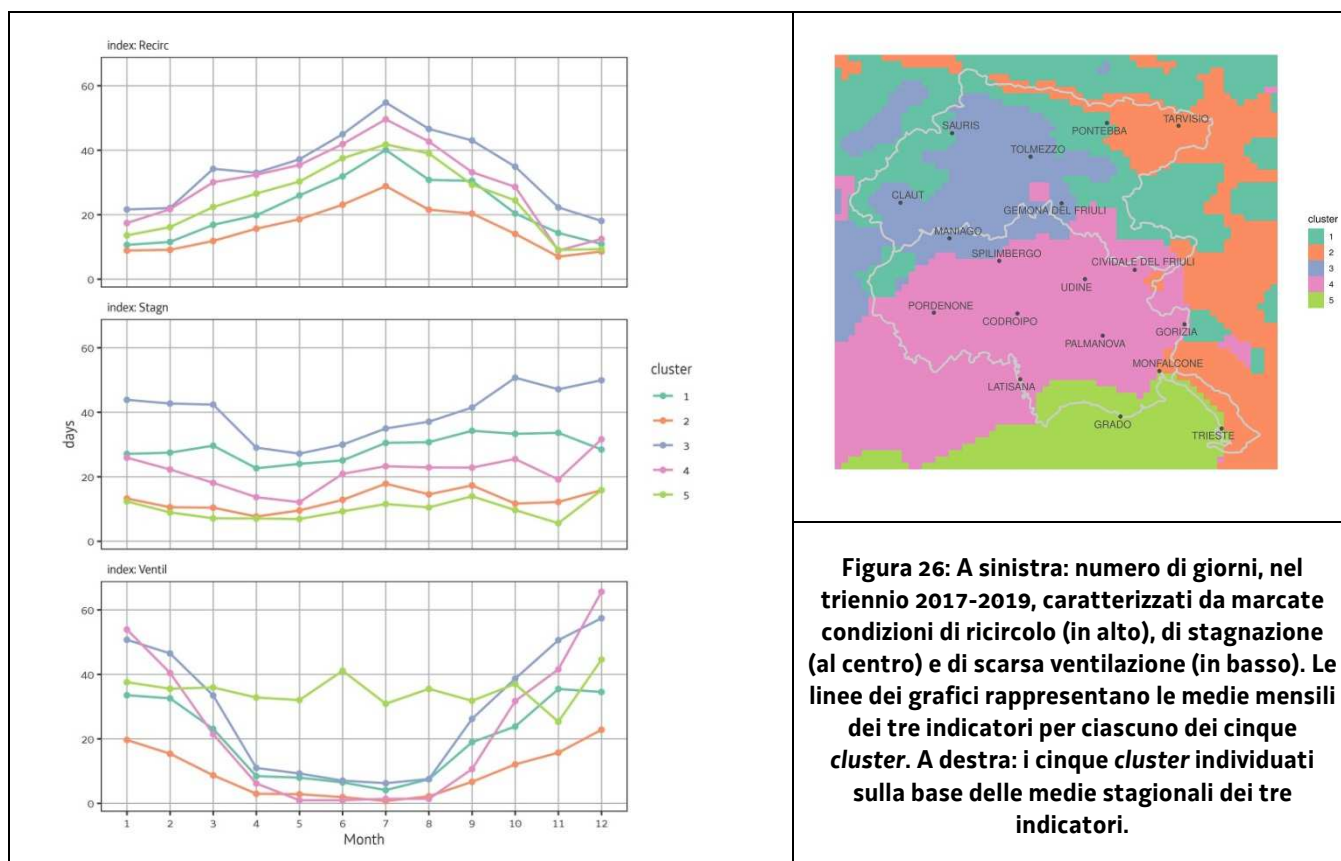 index: Recirc
60
40
20
0
index: Stagn
60
40
20
0
days
index: Ventil
60
40
20
0
1 2 3 4 5 6 7 8 9 10 11 12
Month
cluster
1
2
3
4
5
SAURIS
PONTEBBA
TARVISIO
TOLMEZZO
CLAUT
GEMONA DEL FRIULI
MANIAGO
SPILIMBERGO
CIVIDALE DEL FRIULI
UDINE
PORDENONE
CODROIPO
GORIZIA
PALMANOVA
MONFALCONE
LATISANA
GRADO
TRIESTE
cluster
1
2
3
4
5
Figura 26: A sinistra: numero di giorni, nel
triennio 2017-2019, caratterizzati da marcate
condizioni di ricircolo (in alto), di stagnazione
(al centro) e di scarsa ventilazione (in basso). Le
linee dei grafici rappresentano le medie mensili
dei tre indicatori per ciascuno dei cinque
cluster. A destra: i cinque cluster individuati
sulla base delle medie stagionali dei tre
indicatori.